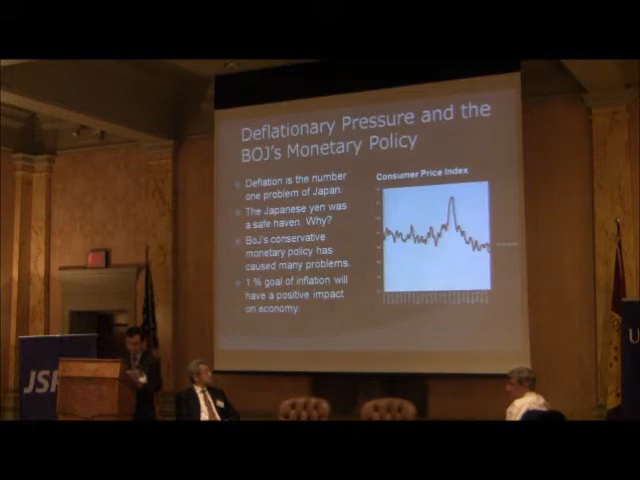 Deflationary Pressure and the
BOJ's Monetary Policy
Deflation is the number
one problem of Japan.
The Japanese yen was
a safe haven. Why?
BoJ's conservative
monetary policy has
caused many problems.
1 % goal of inflation will
have a positive impact
on economy.
Consumer Price Index
U